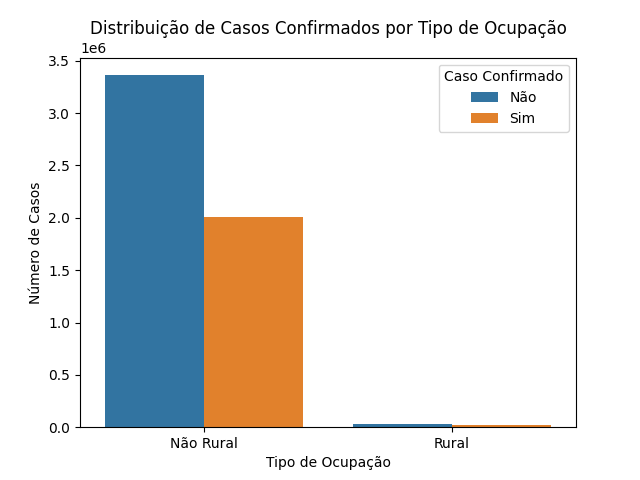 Distribuição de Casos Confirmados por Tipo de Ocupação
1e6
3.5
3.0
2.5
2.0
1.5
1.0
0.5
0.0
Número de Casos
Caso Confirmado
Não
Sim
Não Rural
Rural
Tipo de Ocupação